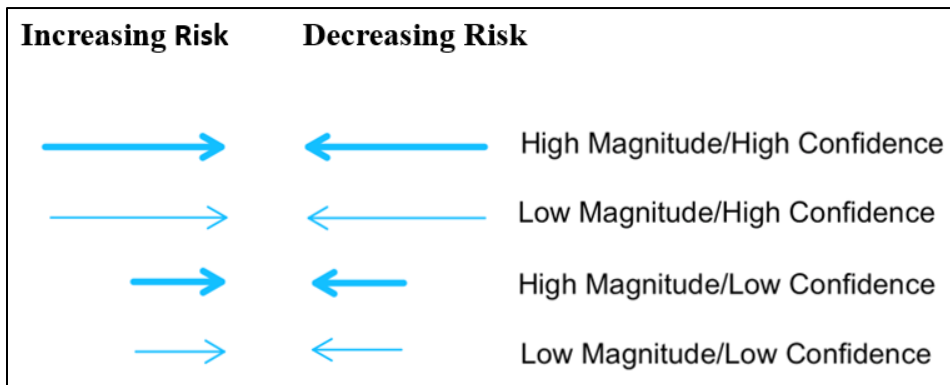 Increasing Risk Decreasing Risk
High Magnitude/High Confidence
Low Magnitude/High Confidence
High Magnitude/Low Confidence
Low Magnitude/Low Confidence